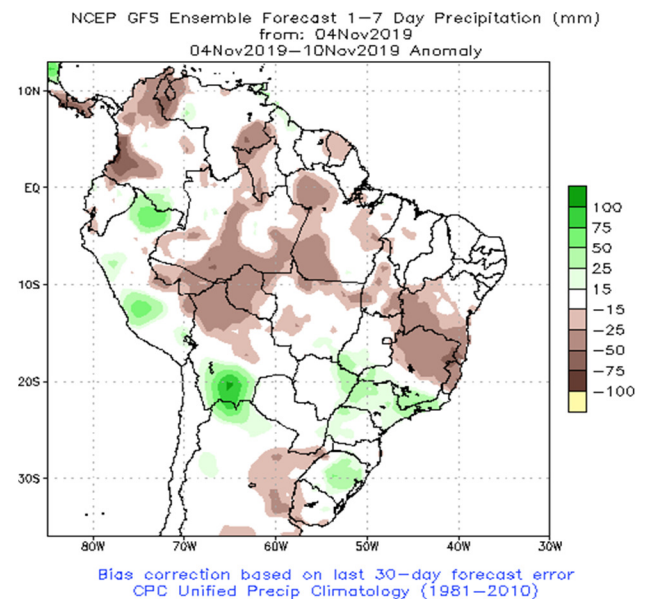 NCEP GFS Ensemble Forecast 1–7 Day Precipitation (mm)
from: 04Nov2019
04Nov2019–10Nov2019 Anomaly
10N
EQ
10S
20S
30S
80W
70W
60W
50W
40W
30W
100
75
50
25
15
−15
−25
−50
−75
−100
Bias correction based on last 30–day forecast error
CPC Unified Precip Climatology (1981–2010)